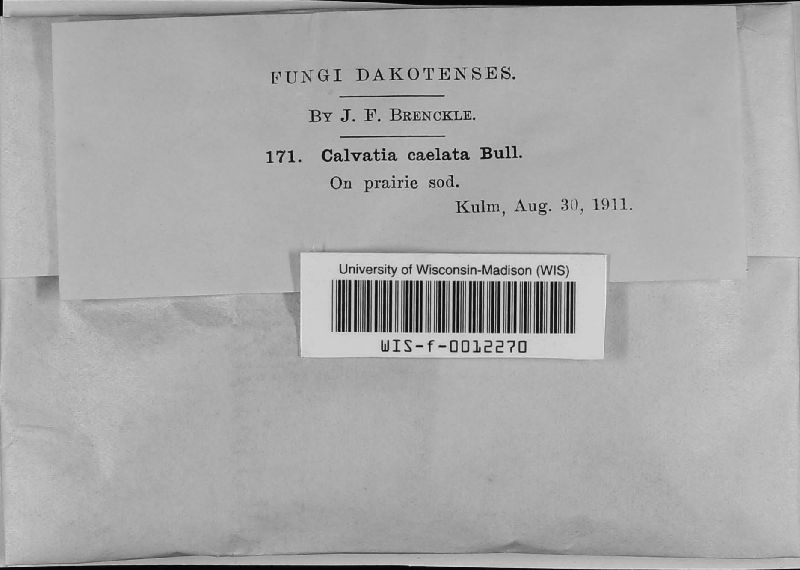 FUNGI DAKOTENSES.
BY J. F. BRENCKLE.
171. Calvatia caelata Bull.
On prairie sod.
Kulm, Aug. 30, 1911.
University of Wisconsin-Madison (WIS)
WIS-f-0012270